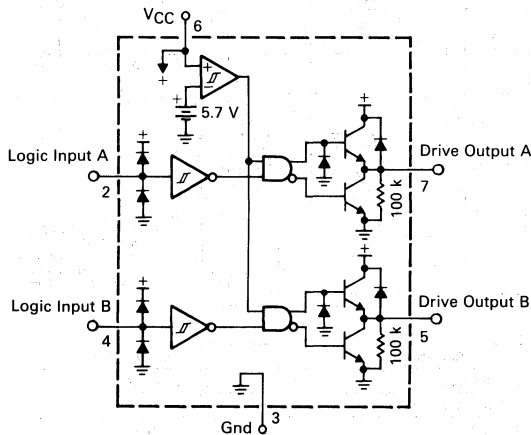 VCC
6
+
+
−
+
5.7 V
+
+
Logic Input A
2
Drive Output A
7
100 k
+
+
Logic Input B
4
Drive Output B
5
100 k
3
Gnd